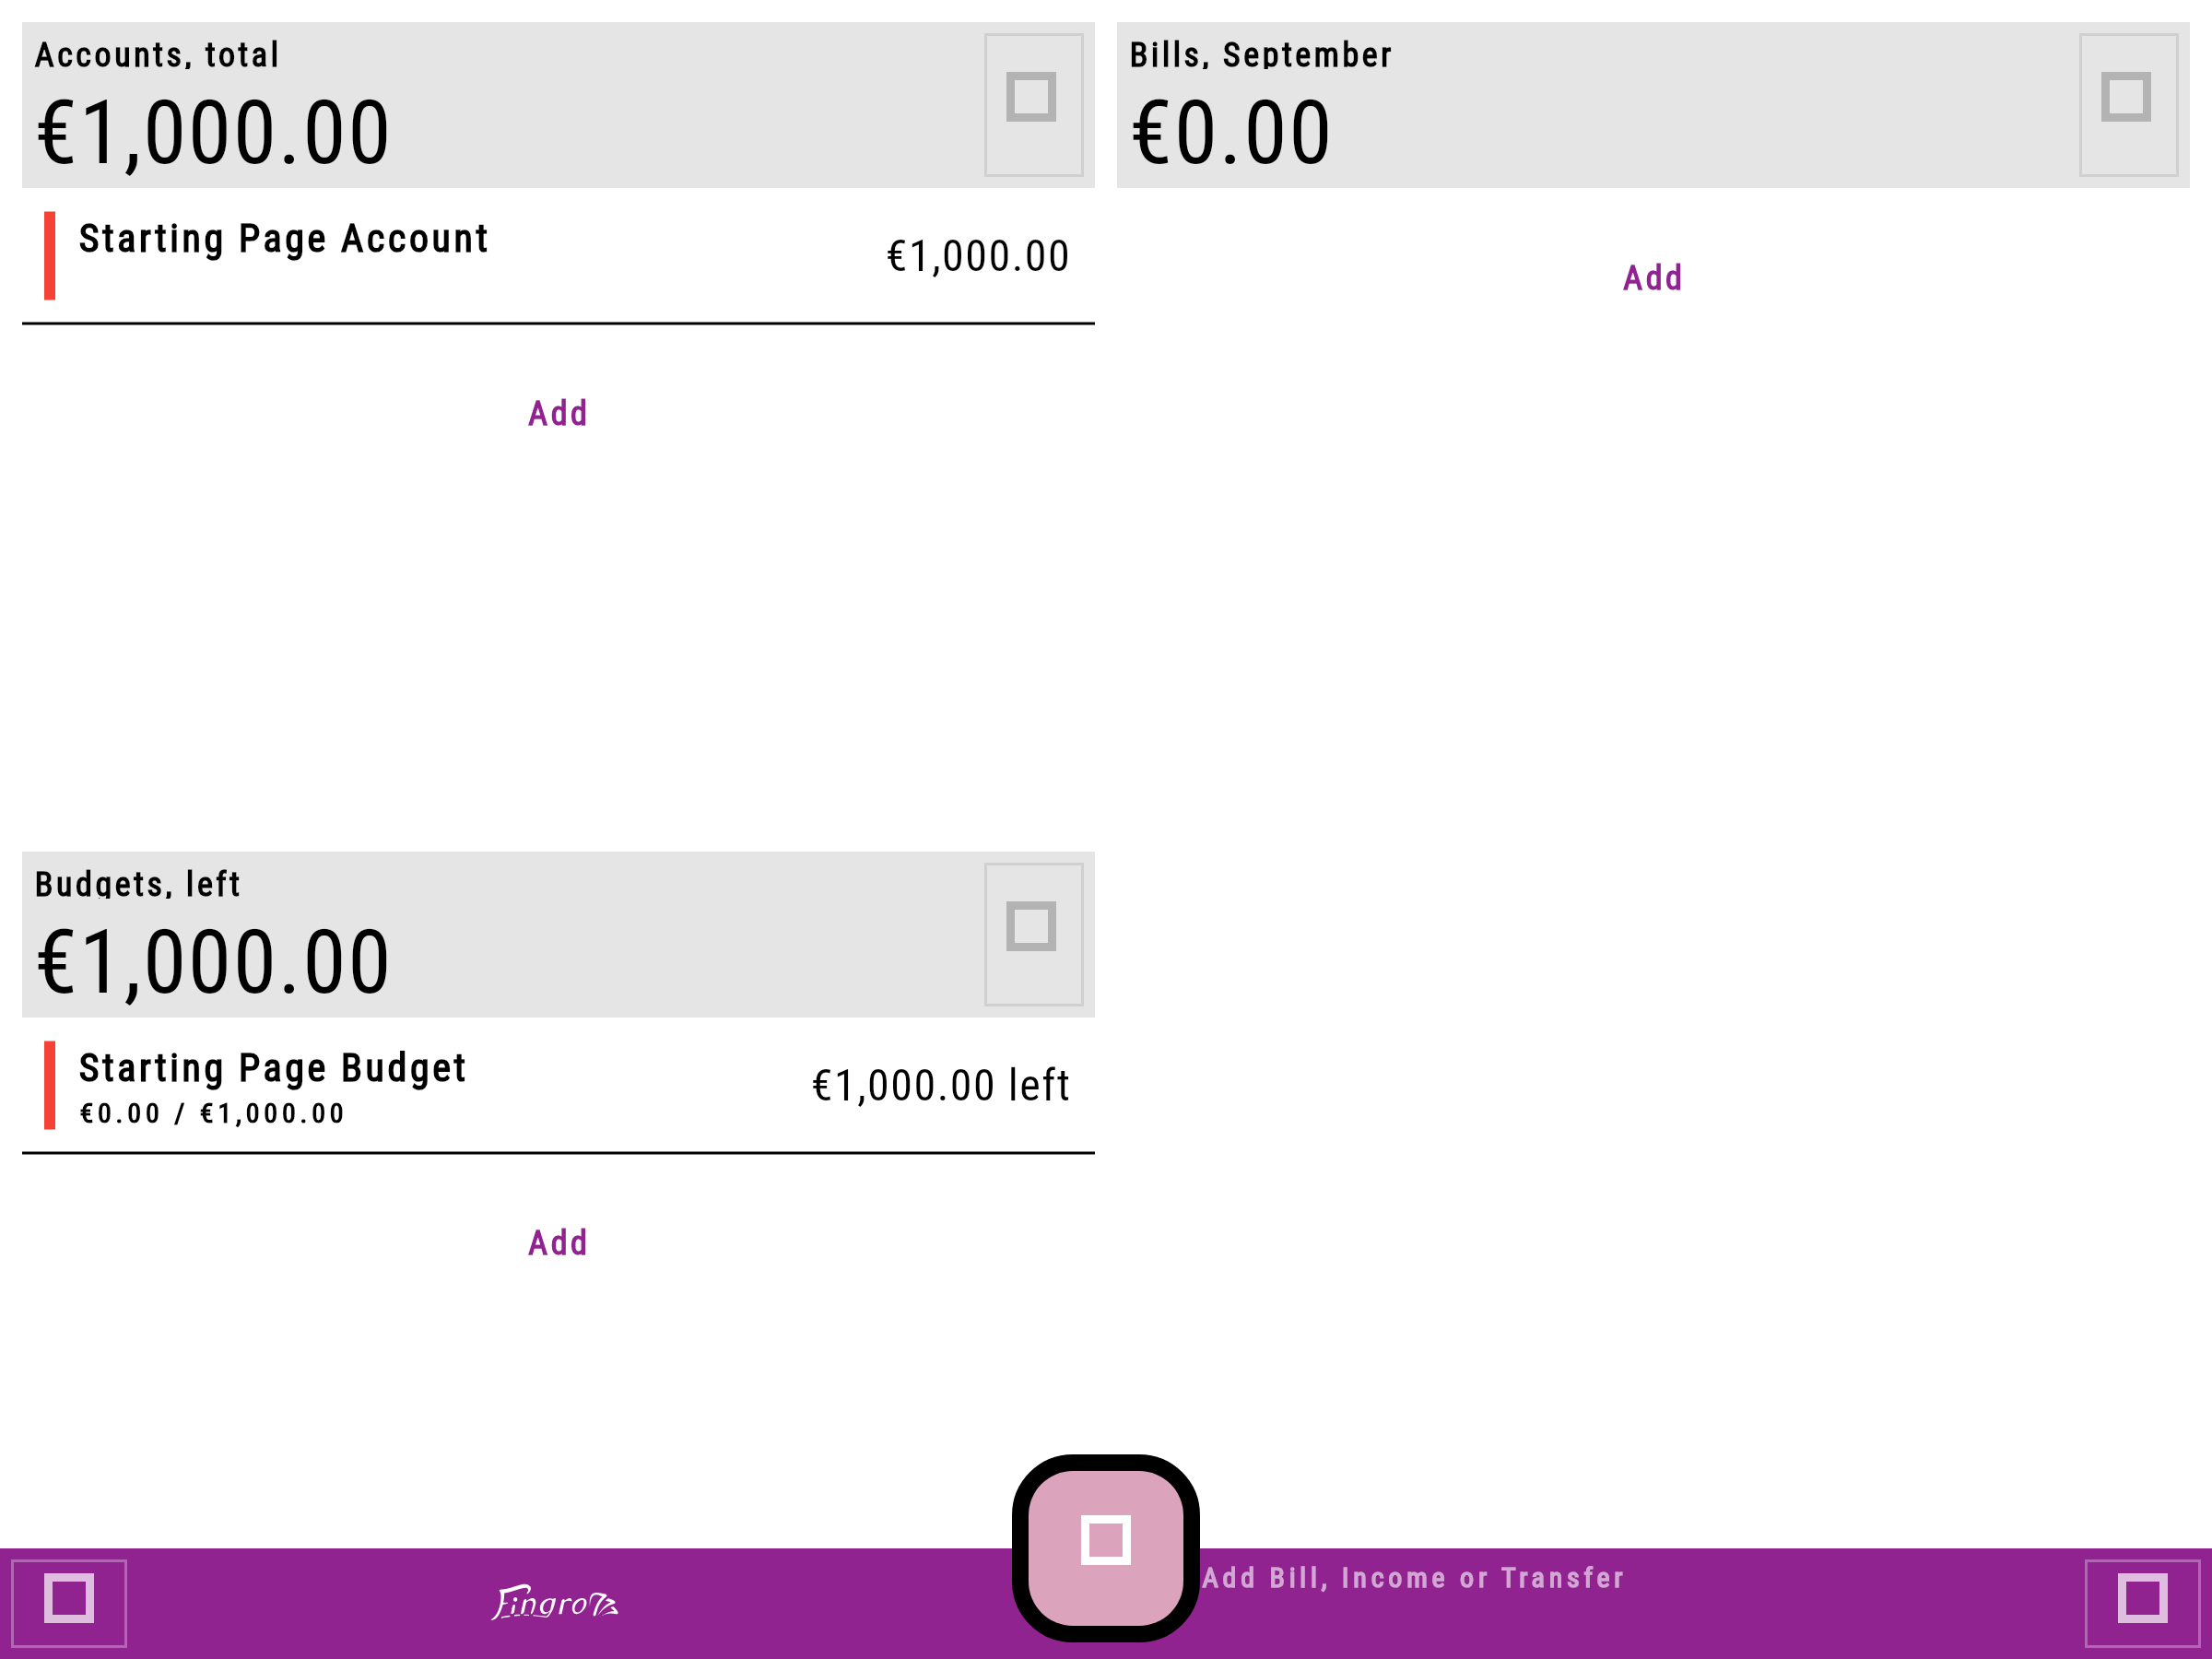 Accounts, total
€1,000.00
Starting Page Account
€1,000.00
Add
Bills, September
€0.00
Add
Budgets, left
€1,000.00
Starting Page Budget
€0.00 / €1,000.00
€1,000.00 left
Add
Add Bill, Income or Transfer